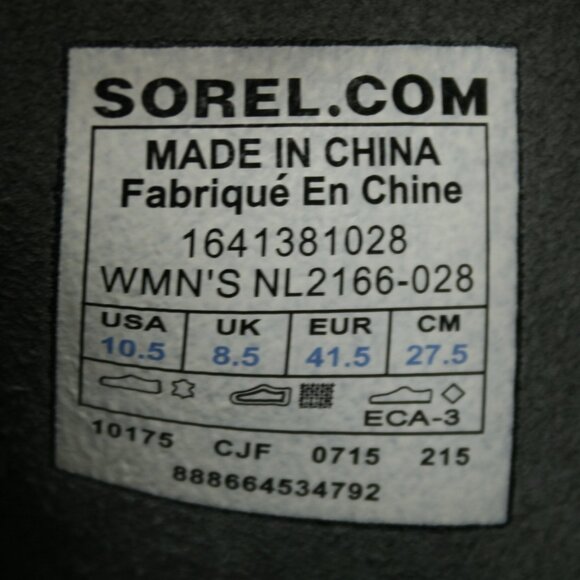 SOREL.COM
MADE IN CHINA
Fabriqué En Chine
1641381028
WMN'S NL2166-028
USA UK EUR CM
10.5 8.5 41.5 27.5
ECA-3
10175 CJF 0715 215
888664534792